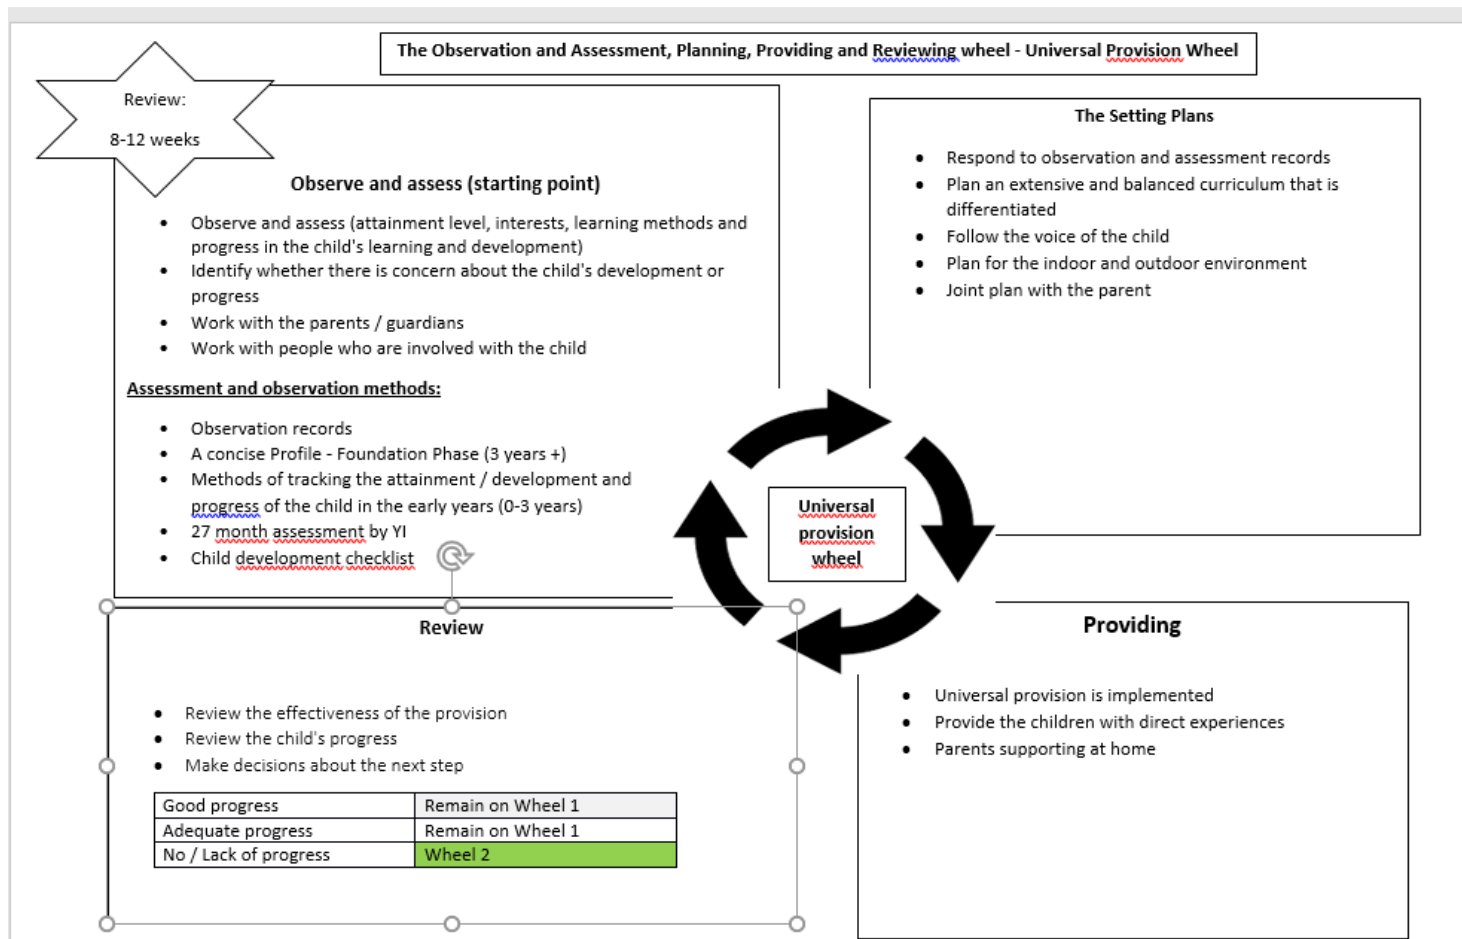 The Observation and Assessment, Planning, Providing and Reviewing wheel - Universal Provision Wheel
Review:
8-12 weeks
Observe and assess (starting point)
• Observe and assess (attainment level, interests, learning methods and
progress in the child's learning and development)
• Identify whether there is concern about the child's development or
progress
• Work with the parents / guardians
• Work with people who are involved with the child
Assessment and observation methods:
• Observation records
• A concise Profile - Foundation Phase (3 years +)
• Methods of tracking the attainment / development and
progress of the child in the early years (0-3 years)
• 27 month assessment by YI
• Child development checklist
The Setting Plans
• Respond to observation and assessment records
• Plan an extensive and balanced curriculum that is
differentiated
• Follow the voice of the child
• Plan for the indoor and outdoor environment
• Joint plan with the parent
Universal
provision
wheel
Review
• Review the effectiveness of the provision
• Review the child's progress
• Make decisions about the next step
Good progress Remain on Wheel 1
Adequate progress Remain on Wheel 1
No / Lack of progress Wheel 2
Providing
• Universal provision is implemented
• Provide the children with direct experiences
• Parents supporting at home